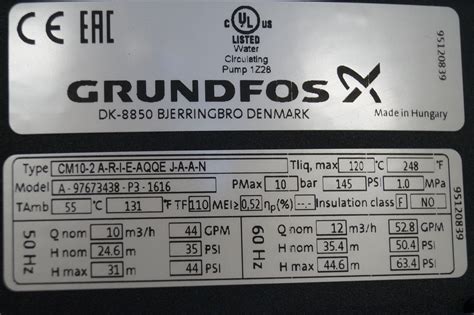 CE EAC
UL US
LISTED
Water
Circulating
Pump 1Z28
GRUNDFOS
DK-8850 BJERRINGBRO DENMARK
Made in Hungary
95120839
Type CM10-2 A-R-I-E-AQQE J-A-A-N Tliq, max 120 °C 248 °F
Model A - 97673438 - P3 - 1616 PMax 10 bar 145 PSI 1.0 MPa
TAmb 55 °C 131 °F TF 110 MEI≥ 0,52 ηp(%) --.- Insulation class F NO
50 Hz
Q nom 10 m3/h 44 GPM
H nom 24.6 m 35 PSI
H max 31 m 44 PSI
60 Hz
Q nom 12 m3/h 52.8 GPM
H nom 35.4 m 50.4 PSI
H max 44.6 m 63.4 PSI
95120839